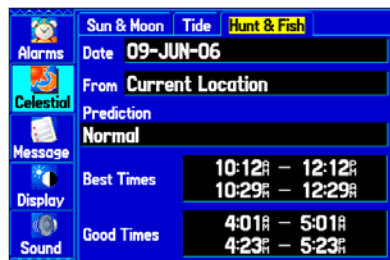 Sun & Moon Tide Hunt & Fish
Alarms
Celestial
Message
Display
Sound
Date 09-JUN-06
From Current Location
Prediction
Normal
Best Times
10:12A – 12:12P
10:29P – 12:29A
Good Times
4:01A – 5:01A
4:23P – 5:23P